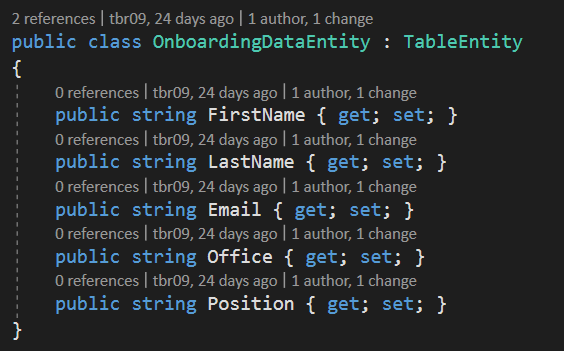 2 references | tbr09, 24 days ago | 1 author, 1 change
public class OnboardingDataEntity : TableEntity
{
0 references | tbr09, 24 days ago | 1 author, 1 change
public string FirstName { get; set; }
0 references | tbr09, 24 days ago | 1 author, 1 change
public string LastName { get; set; }
0 references | tbr09, 24 days ago | 1 author, 1 change
public string Email { get; set; }
0 references | tbr09, 24 days ago | 1 author, 1 change
public string Office { get; set; }
0 references | tbr09, 24 days ago | 1 author, 1 change
public string Position { get; set; }
}